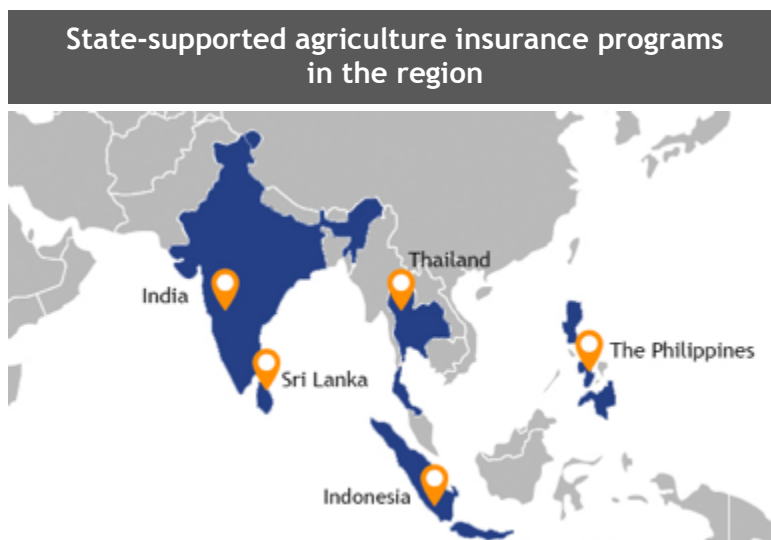 State-supported agriculture insurance programs
in the region
Thailand
India
The Philippines
Sri Lanka
Indonesia